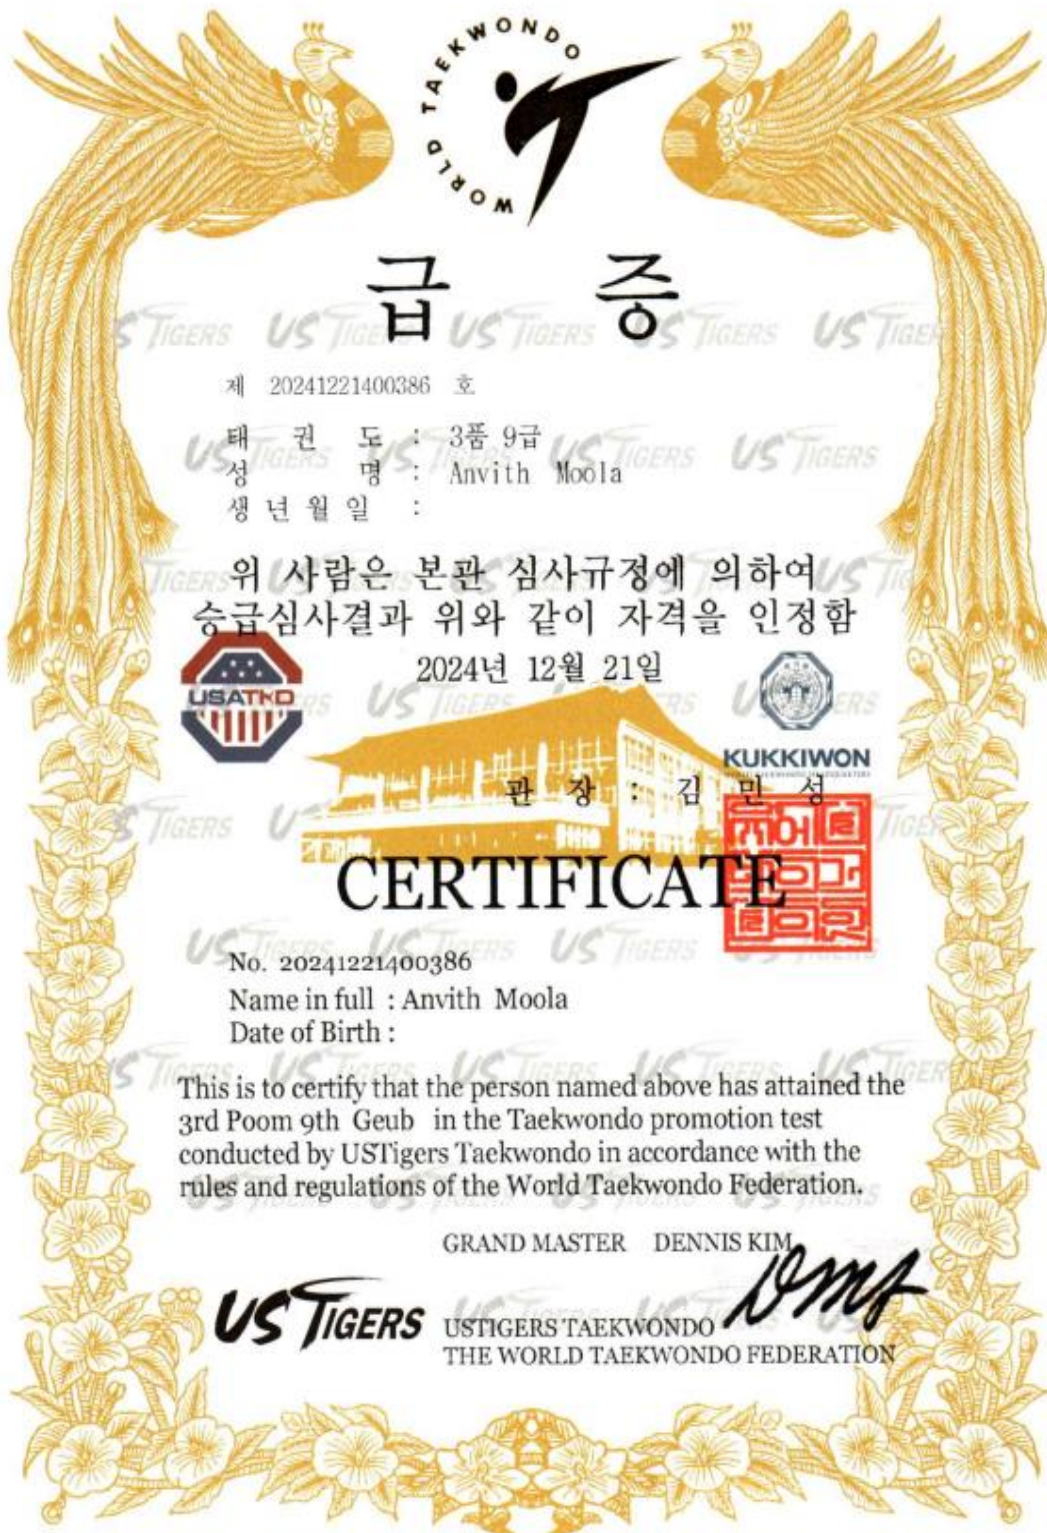 WORLD TAEKWONDO
급 증
제 20241221400386 호
태 권 도 : 3품 9급
성 명 : Anvith Moola
생 년 월 일 :
위 사람은 본관 심사규정에 의하여
승급심사결과 위와 같이 자격을 인정함
2024년 12월 21일
USATKD
KUKKIWON
WORLD TAEKWONDO HEADQUARTERS
관 장 : 김 민 성
CERTIFICATE
No. 20241221400386
Name in full : Anvith Moola
Date of Birth :
This is to certify that the person named above has attained the
3rd Poom 9th Geub in the Taekwondo promotion test
conducted by USTigers Taekwondo in accordance with the
rules and regulations of the World Taekwondo Federation.
GRAND MASTER DENNIS KIM
US TIGERS
USTIGERS TAEKWONDO
THE WORLD TAEKWONDO FEDERATION